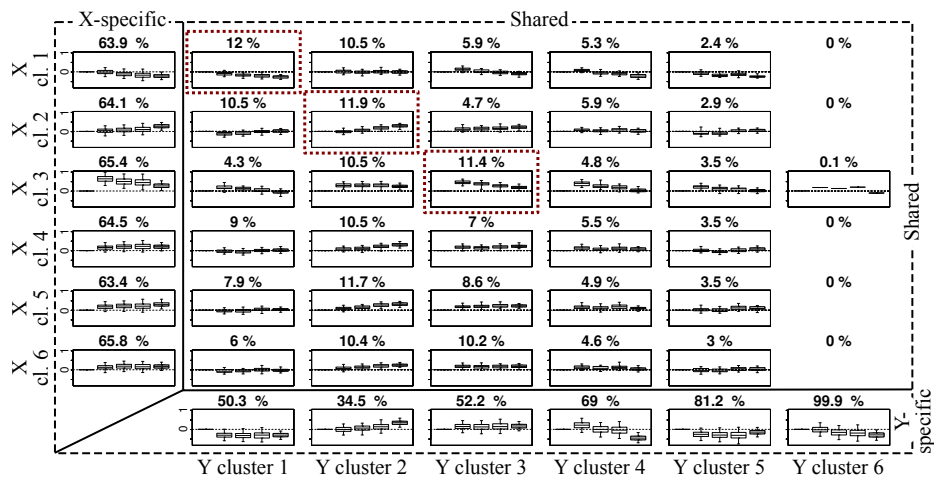 X-specific Shared
63.9 % 12 % 10.5 % 5.9 % 5.3 % 2.4 % 0 %
X cl. 1
1
0
64.1 % 10.5 % 11.9 % 4.7 % 5.9 % 2.9 % 0 %
X cl. 2
1
0
65.4 % 4.3 % 10.5 % 11.4 % 4.8 % 3.5 % 0.1 %
X cl. 3
1
0
Shared
64.5 % 9 % 10.5 % 7 % 5.5 % 3.5 % 0 %
X cl. 4
1
0
63.4 % 7.9 % 11.7 % 8.6 % 4.9 % 3.5 % 0 %
X cl. 5
1
0
65.8 % 6 % 10.4 % 10.2 % 4.6 % 3 % 0 %
X cl. 6
1
0
50.3 % 34.5 % 52.2 % 69 % 81.2 % 99.9 %
1
0
Y-
specific
Y cluster 1 Y cluster 2 Y cluster 3 Y cluster 4 Y cluster 5 Y cluster 6